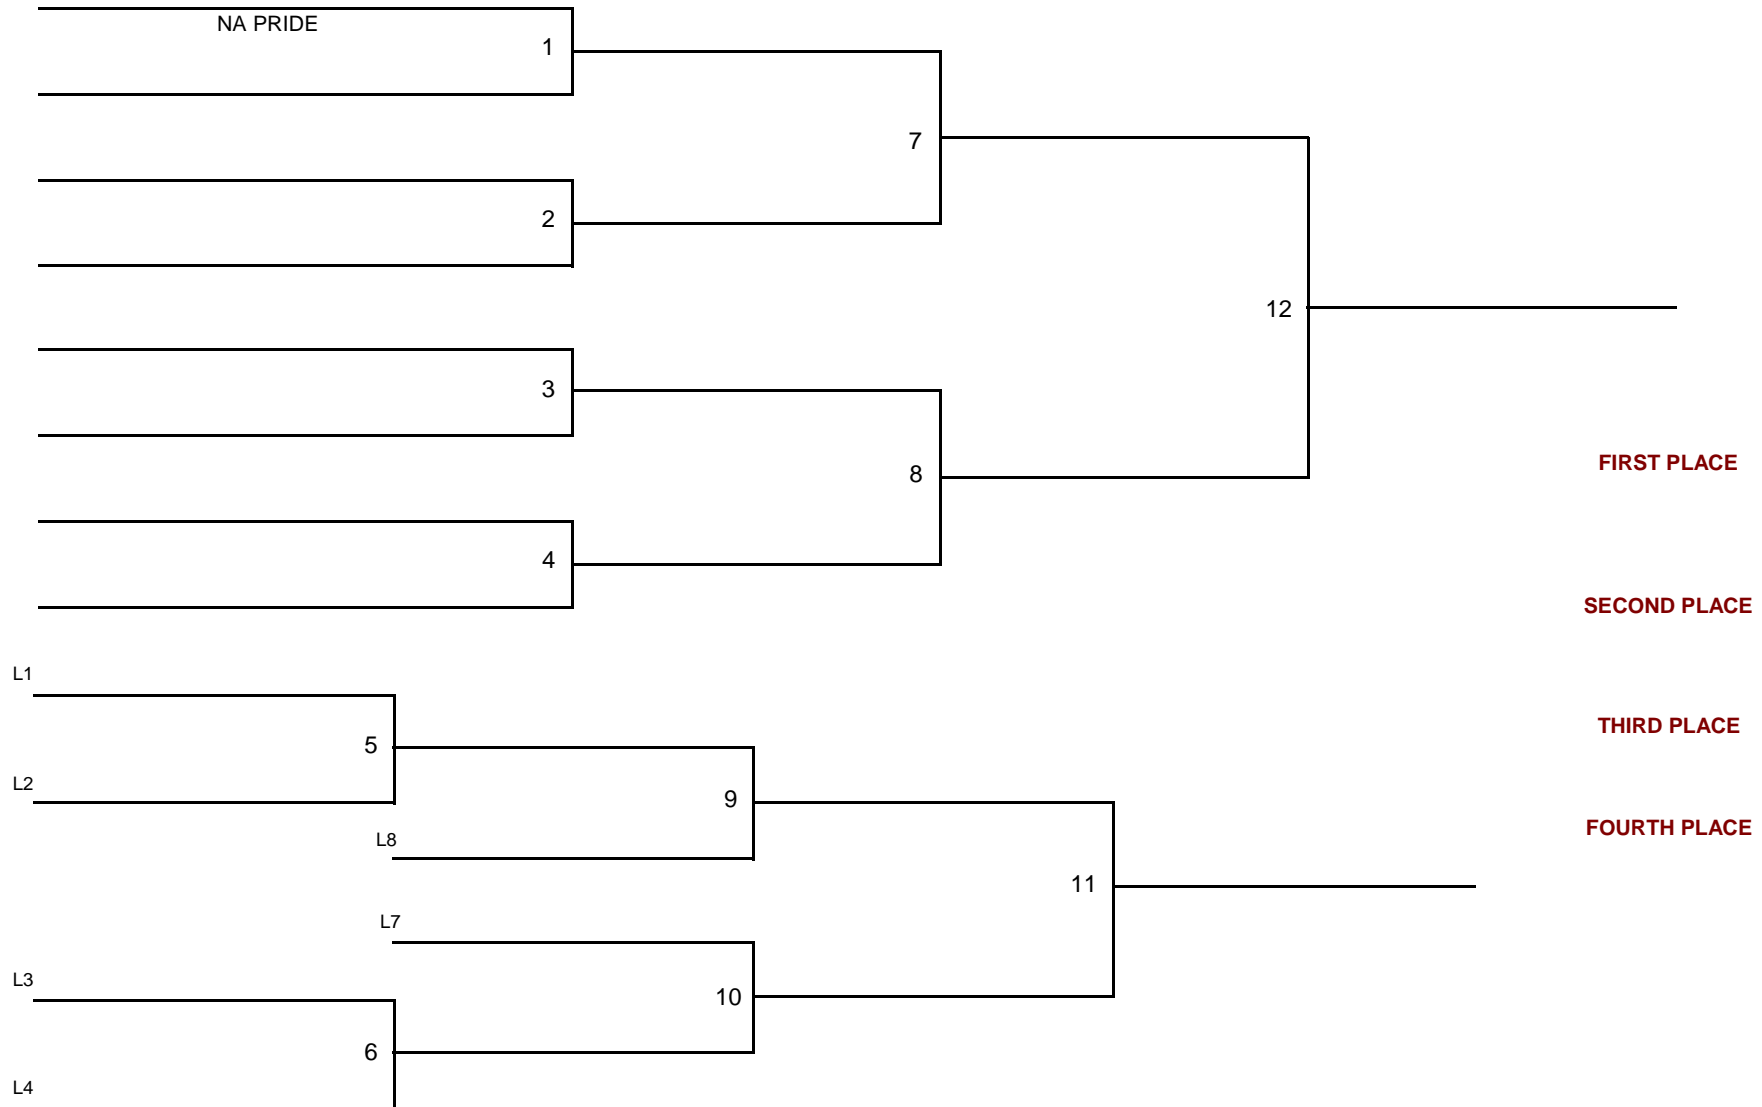 NA PRIDE
1
7
2
12
3
FIRST PLACE
8
4
SECOND PLACE
L1
THIRD PLACE
5
L2
9
FOURTH PLACE
L8
11
L7
L3
10
6
L4